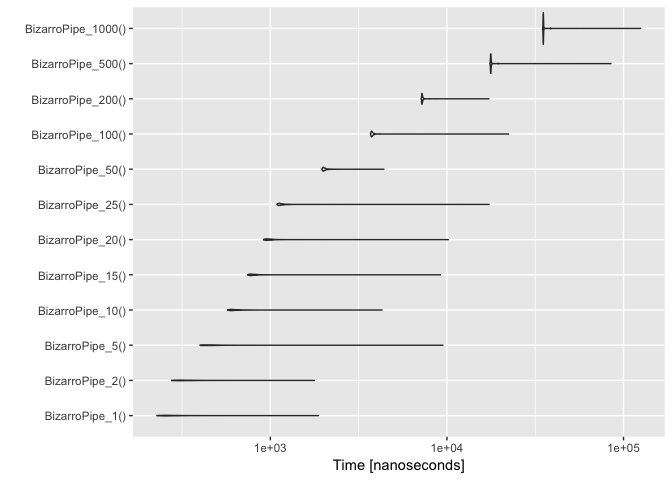 BizarroPipe_1000()
BizarroPipe_500()
BizarroPipe_200()
BizarroPipe_100()
BizarroPipe_50()
BizarroPipe_25()
BizarroPipe_20()
BizarroPipe_15()
BizarroPipe_10()
BizarroPipe_5()
BizarroPipe_2()
BizarroPipe_1()
1e+03 1e+04 1e+05
Time [nanoseconds]